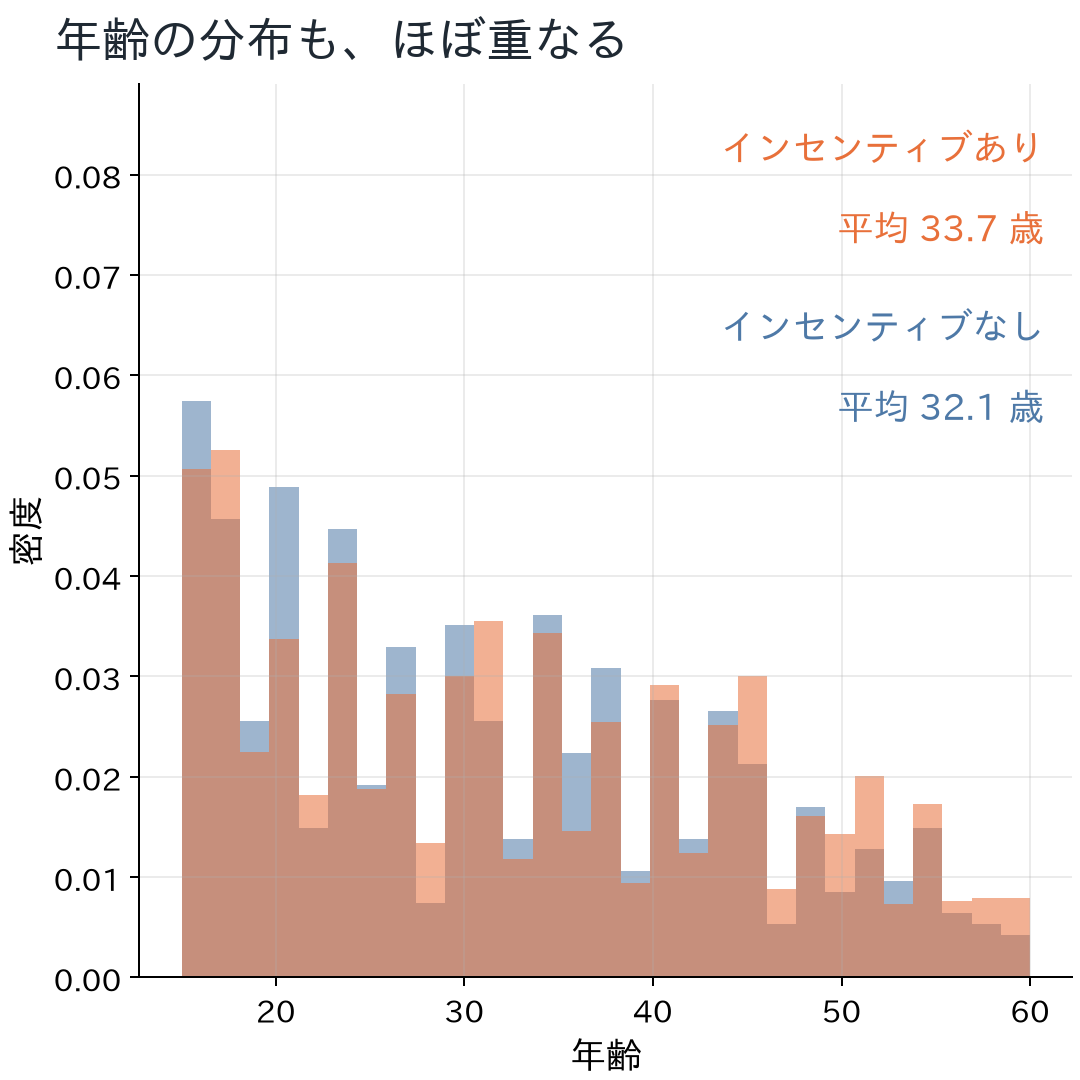 年齢の分布も、ほぼ重なる
インセンティブあり
平均 33.7 歳
インセンティブなし
平均 32.1 歳
密度
0.08
0.07
0.06
0.05
0.04
0.03
0.02
0.01
0.00
20 30 40 50 60
年齢